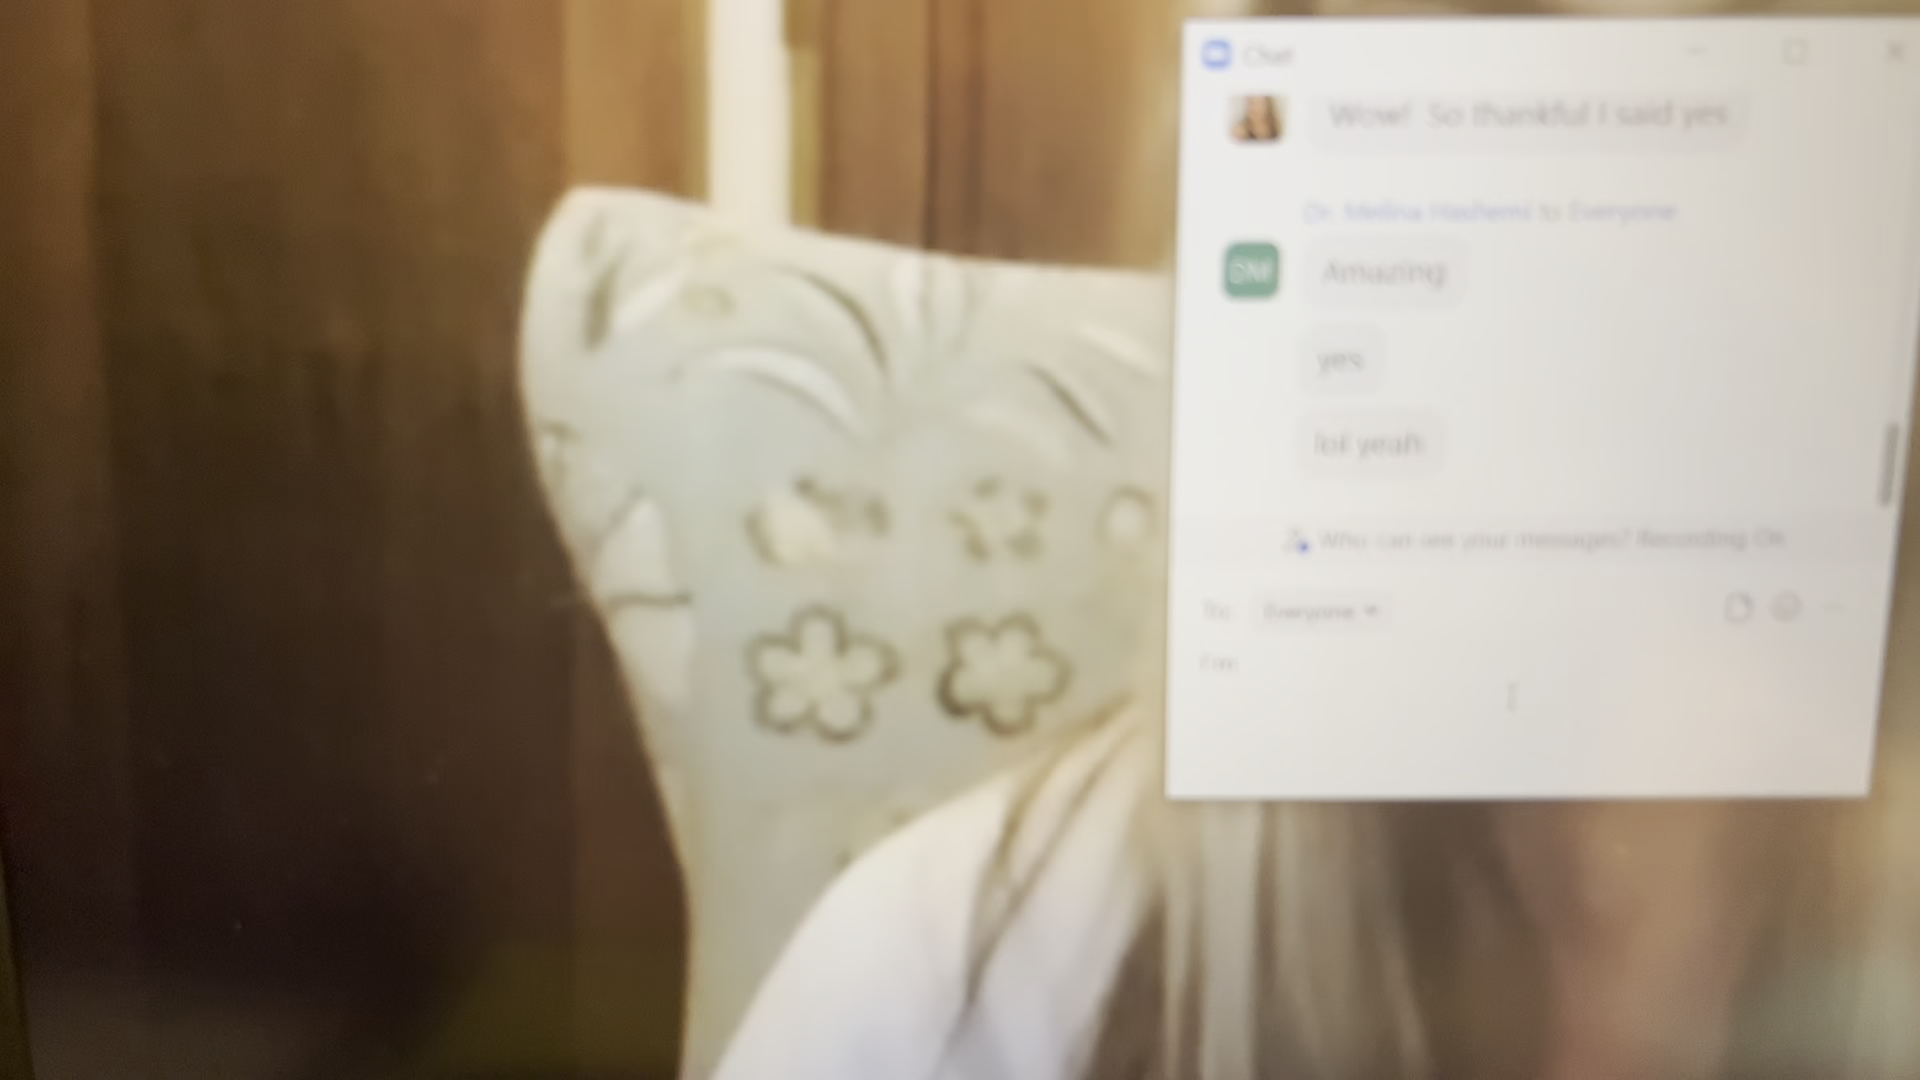 Chat
Wow! So thankful I said yes
Dr. Melina Hashemi to Everyone
DM
Amazing
yes
lol yeah
Who can see your messages? Recording On
To: Everyone
I'm